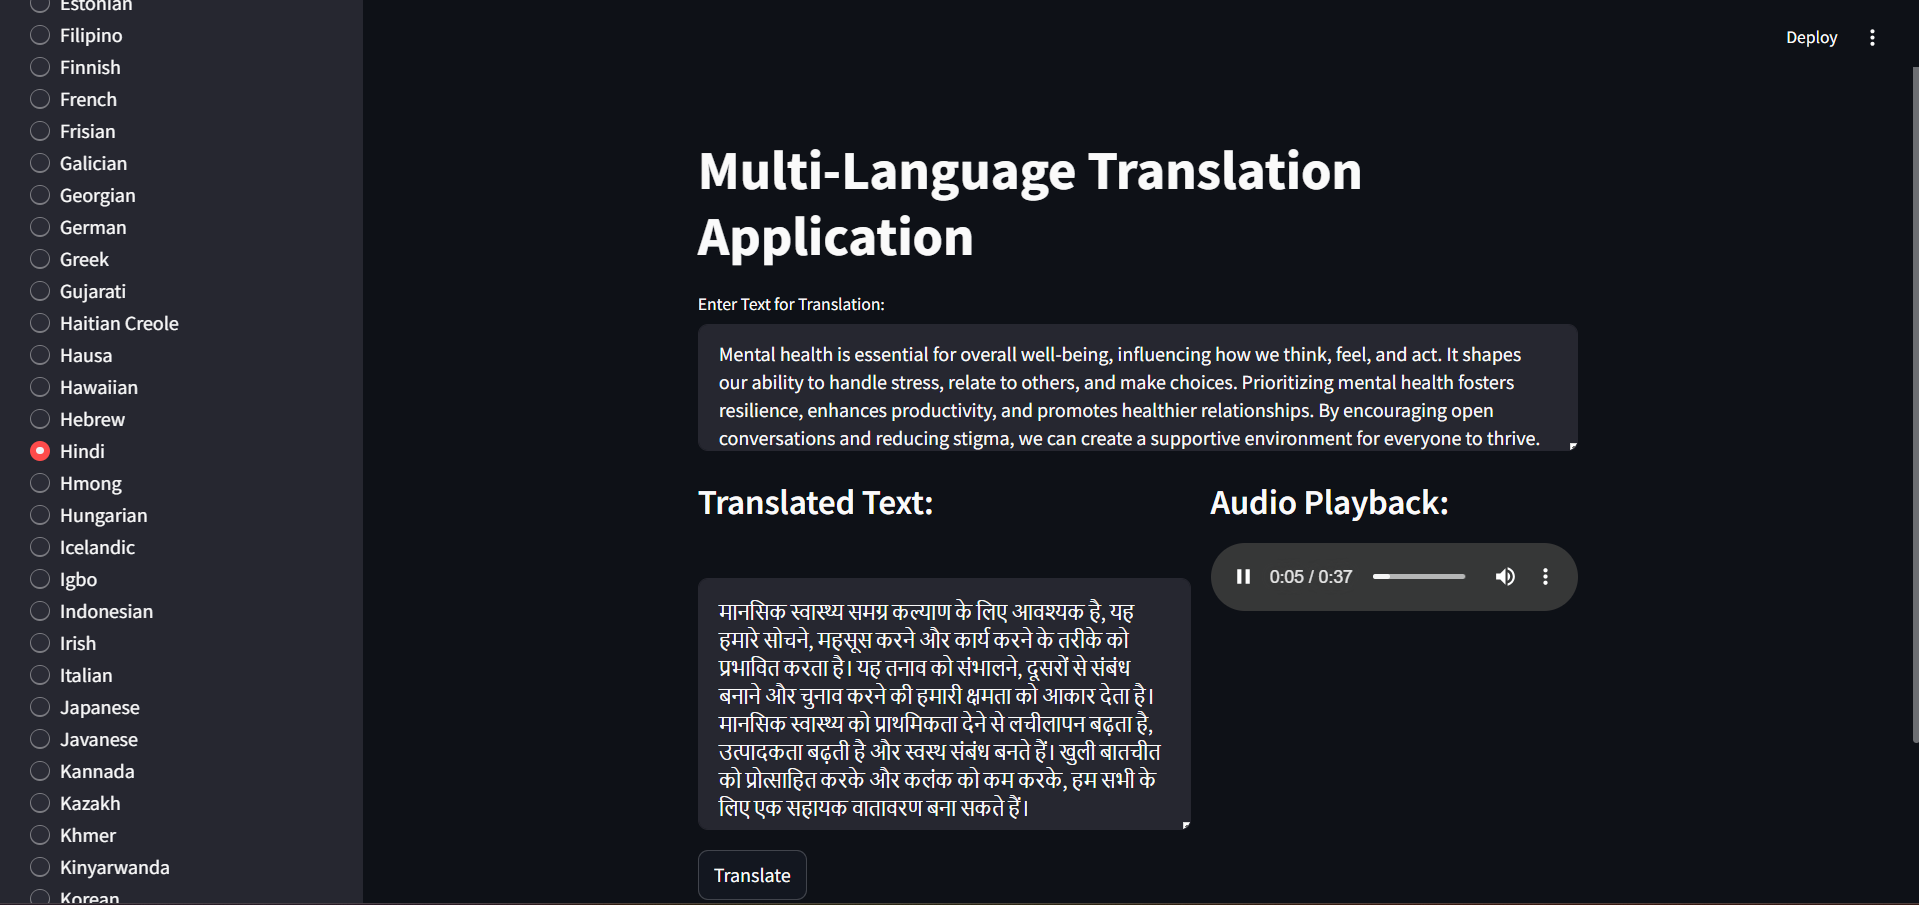 Estonian
Filipino
Finnish
French
Frisian
Galician
Georgian
German
Greek
Gujarati
Haitian Creole
Hausa
Hawaiian
Hebrew
Hindi
Hmong
Hungarian
Icelandic
Igbo
Indonesian
Irish
Italian
Japanese
Javanese
Kannada
Kazakh
Khmer
Kinyarwanda
Korean
Deploy
Multi-Language Translation
Application
Enter Text for Translation:
Mental health is essential for overall well-being, influencing how we think, feel, and act. It shapes
our ability to handle stress, relate to others, and make choices. Prioritizing mental health fosters
resilience, enhances productivity, and promotes healthier relationships. By encouraging open
conversations and reducing stigma, we can create a supportive environment for everyone to thrive.
Translated Text:
मानसिक स्वास्थ्य समग्र कल्याण के लिए आवश्यक है, यह
हमारे सोचने, महसूस करने और कार्य करने के तरीके को
प्रभावित करता है। यह तनाव को संभालने, दूसरों से संबंध
बनाने और चुनाव करने की हमारी क्षमता को आकार देता है।
मानसिक स्वास्थ्य को प्राथमिकता देने से लचीलापन बढ़ता है,
उत्पादकता बढ़ती है और स्वस्थ संबंध बनते हैं। खुली बातचीत
को प्रोत्साहित करके और कलंक को कम करके, हम सभी के
लिए एक सहायक वातावरण बना सकते हैं।
Audio Playback:
0:05 / 0:37
Translate